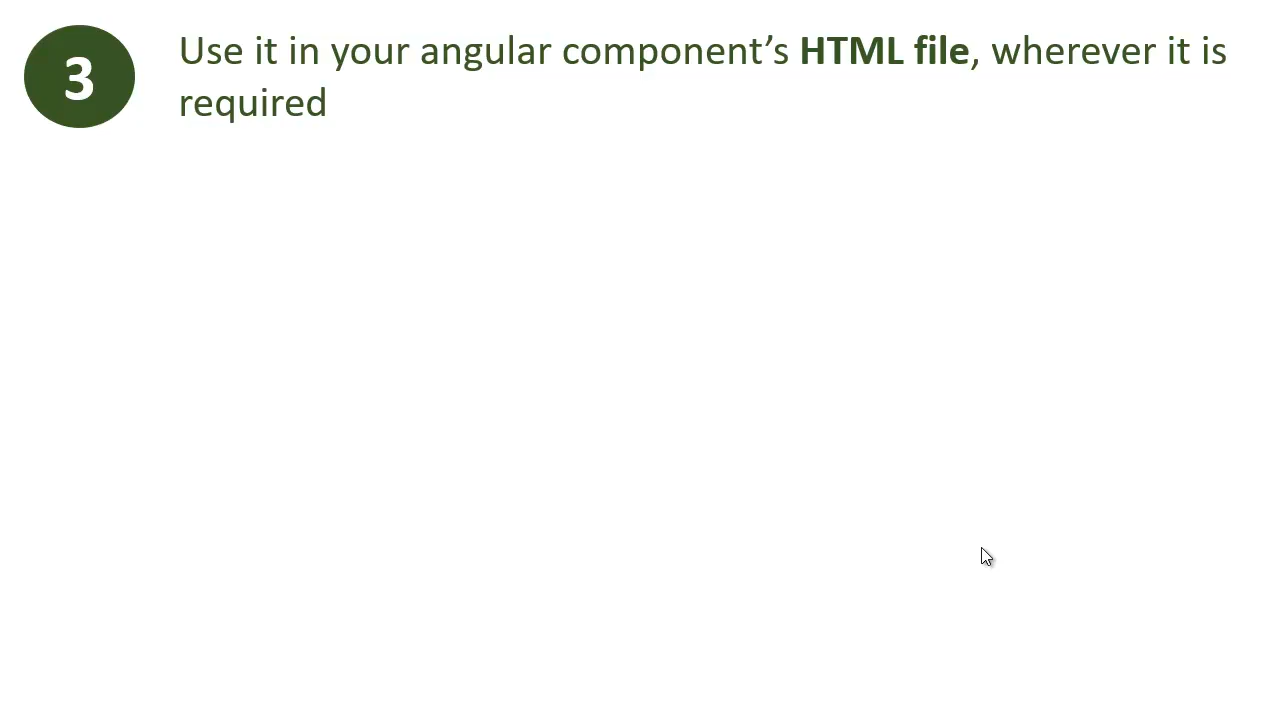 3
Use it in your angular component’s HTML file, wherever it is
required